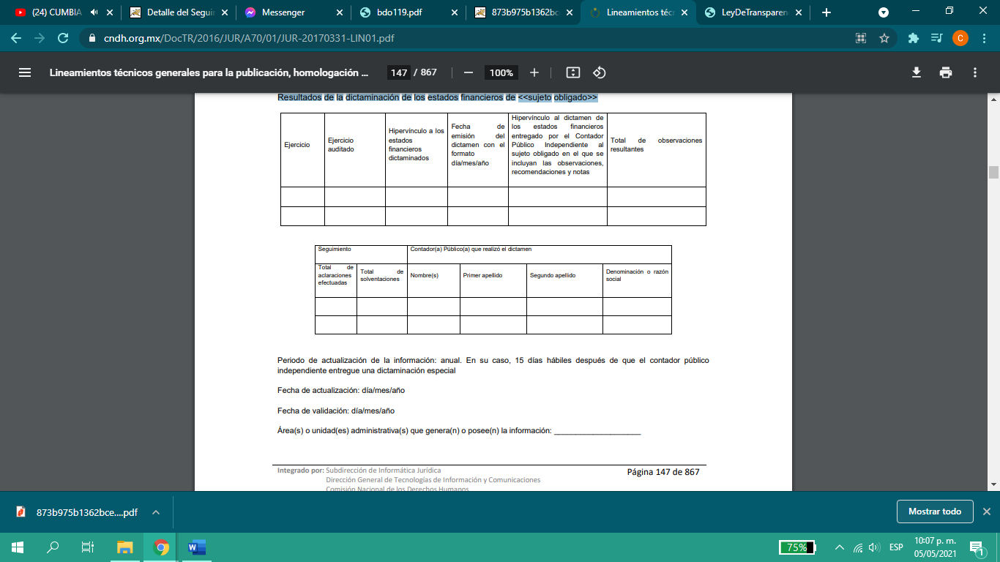 (24) CUMBIA
Detalle del Seguin
Messenger
bdo119.pdf
873b975b1362bc
Lineamientos técn
LeyDeTransparen
cndh.org.mx/DocTR/2016/JUR/A70/01/JUR-20170331-LIN01.pdf
C
Lineamientos técnicos generales para la publicación, homologación ...
147 / 867
100%
Resultados de la dictaminación de los estados financieros de <<sujeto obligado>>
Ejercicio
Ejercicio
auditado
Hipervínculo a los
estados
financieros
dictaminados
Fecha de
emisión del
dictamen con el
formato
día/mes/año
Hipervínculo al dictamen de
los estados financieros
entregado por el Contador
Público Independiente al
sujeto obligado en el que se
incluyan las observaciones,
recomendaciones y notas
Total de observaciones
resultantes
Seguimiento
Contador(a) Público(a) que realizó el dictamen
Total de
aclaraciones
efectuadas
Total de
solventaciones
Nombre(s)
Primer apellido
Segundo apellido
Denominación o razón
social
Periodo de actualización de la información: anual. En su caso, 15 días hábiles después de que el contador público
independiente entregue una dictaminación especial
Fecha de actualización: día/mes/año
Fecha de validación: día/mes/año
Área(s) o unidad(es) administrativa(s) que genera(n) o posee(n) la información: ____________________
Integrado por: Subdirección de Informática Jurídica
Página 147 de 867
Dirección General de Tecnologías de Información y Comunicaciones
Comisión Nacional de los Derechos Humanos
873b975b1362bce....pdf
Mostrar todo
75%
ESP
10:07 p. m.
05/05/2021
1